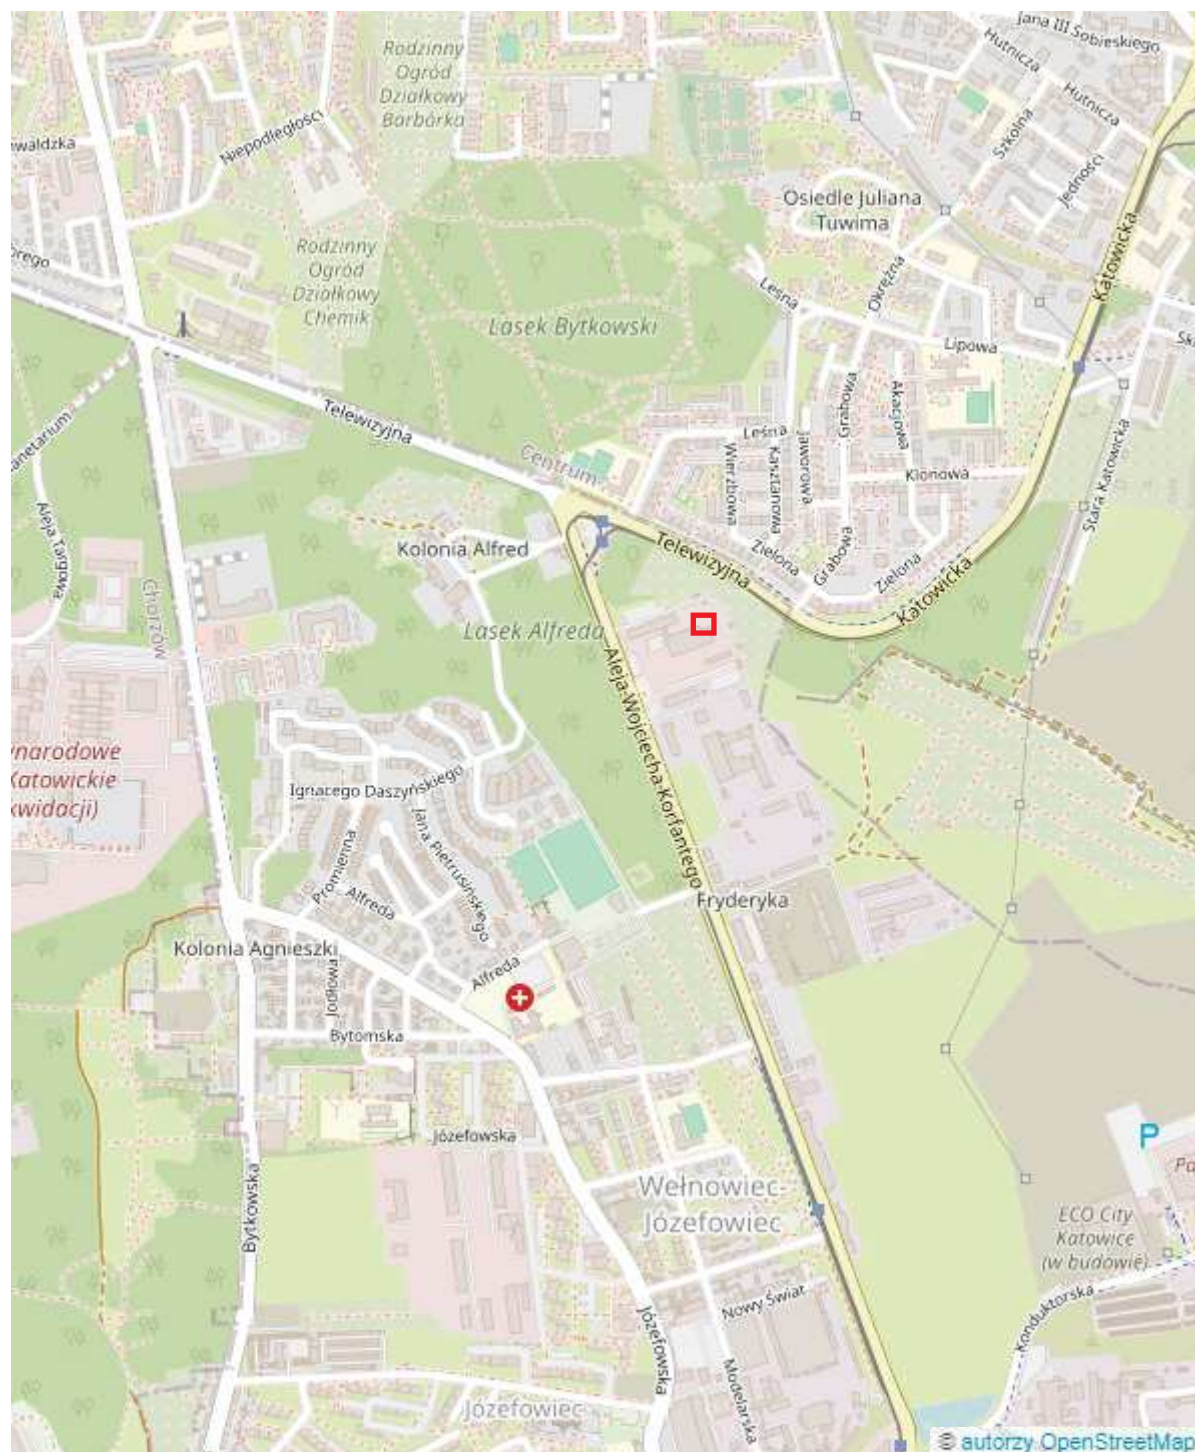 Jana III Sobieskiego
Rodzinny
Ogród
Działkowy
Barbórka
Hutnicza
Hutnicza
Niepodległości
Szkolna
Jedności
Osiedle Juliana
Tuwima
Katowicka
Rodzinny
Ogród
Działkowy
Chemik
Okrężna
Leśna
Lasek Bytkowski
Lipowa
Telewizyjna
Grabowa
Akacjowa
Leśna
Jaworowa
Kasztanowa
Wierzbowa
Centrum
Klonowa
Stara Katowicka
Aleja Targowa
Kolonia Alfred
Telewizyjna
Zielona
Grabowa
Zielona
Katowicka
Chorzów
Lasek Alfreda
Aleja Wojciecha Korfantego
ynarodowe
Katowickie
kwidacji)
Ignacego Daszyńskiego
Jana Pietrusińskiego
Promienna
Alfreda
Fryderyka
Kolonia Agnieszki
Alfreda
Jodłowa
Bytomska
Józefowska
P
Bytkowska
Wełnowiec-
Józefowiec
ECO City
Katowice
(w budowie)
Nowy Świat
Konduktorska
Józefowska
Modelarska
Józefowiec
© autorzy OpenStreetMap